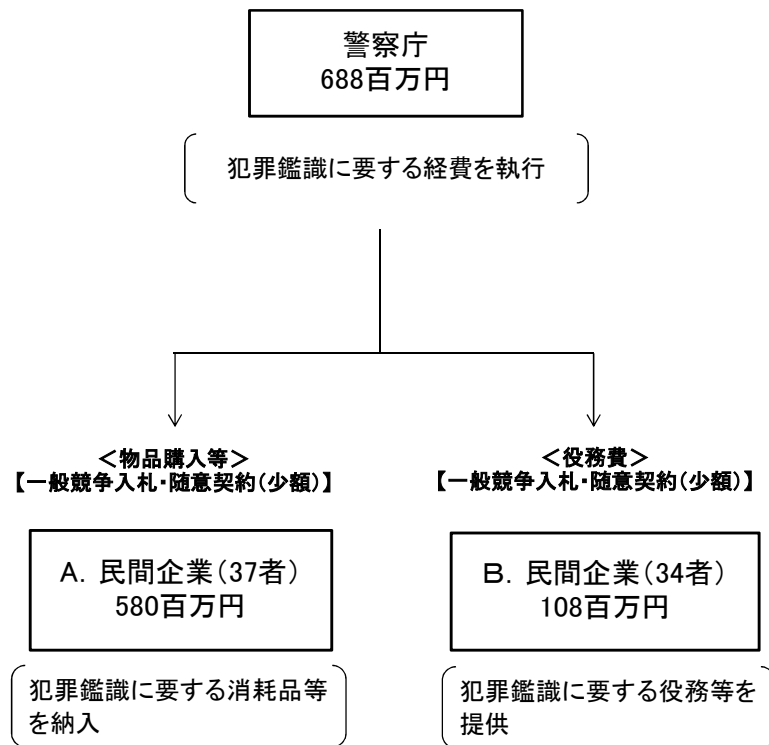 警察庁
688百万円
犯罪鑑識に要する経費を執行
＜物品購入等＞
【一般競争入札・随意契約（少額）】
A．民間企業（37者）
580百万円
犯罪鑑識に要する消耗品等
を納入
＜役務費＞
【一般競争入札・随意契約（少額）】
B．民間企業（34者）
108百万円
犯罪鑑識に要する役務等を
提供